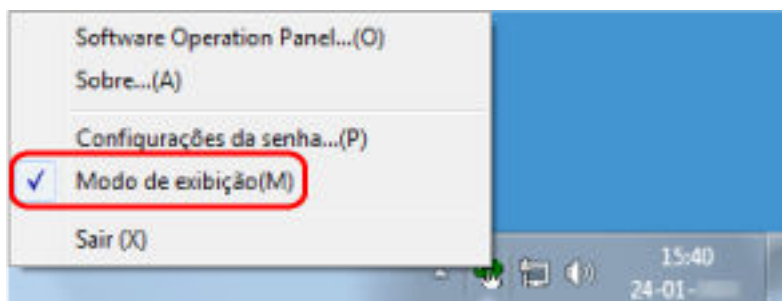 Software Operation Panel...(O)
Sobre...(A)
Configurações da senha...(P)
Modo de exibição(M)
Sair (X)
15:40
24-01-